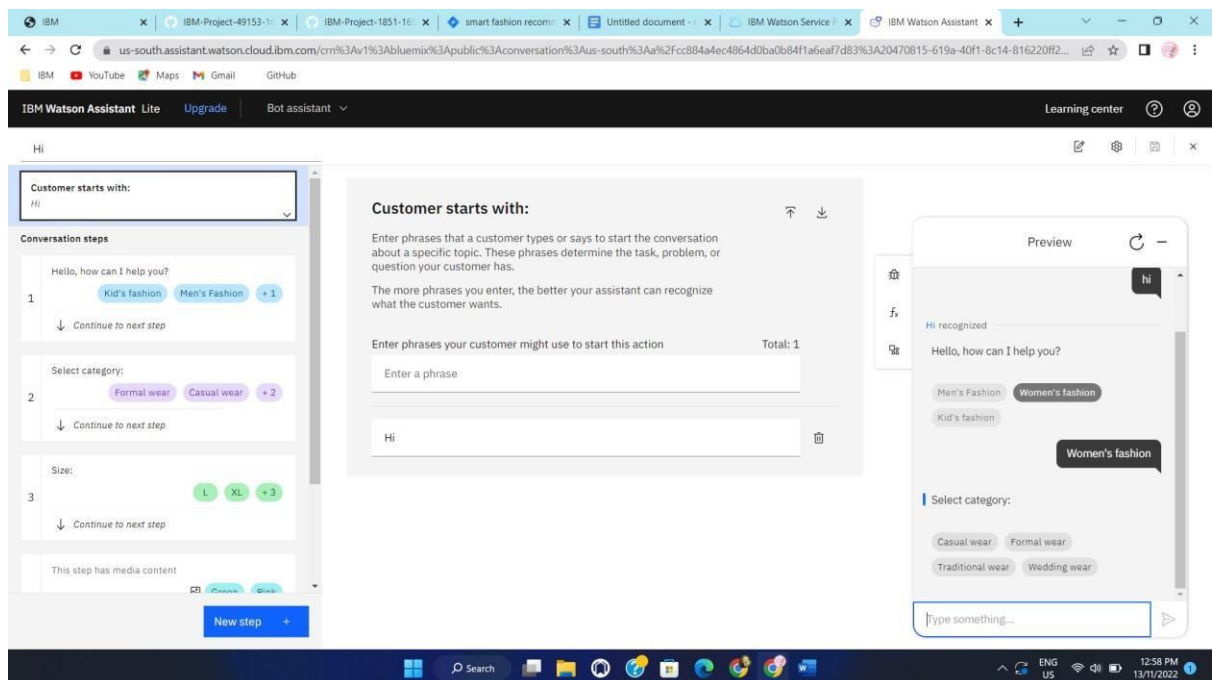 IBM
IBM-Project-49153-1
IBM-Project-1851-16
smart fashion recom
Untitled document -
IBM Watson Service
IBM Watson Assistant
us-south.assistant.watson.cloud.ibm.com/crn%3Av1%3Abluemix%3Apublic%3Aconversation%3Aus-south%3Aa%2Fcc884a4ec4864d0ba0b84f1a6eaf7d83%3A20470815-619a-40f1-8c14-816220ff2...
IBM YouTube Maps Gmail GitHub
IBM Watson Assistant Lite Upgrade Bot assistant Learning center
Hi
Customer starts with:
Hi
Conversation steps
1
Hello, how can I help you?
Kid's fashion Men's Fashion + 1
Continue to next step
2
Select category:
Formal wear Casual wear + 2
Continue to next step
3
Size:
L XL + 3
Continue to next step
This step has media content
Green Pink
New step +
Customer starts with:
Enter phrases that a customer types or says to start the conversation
about a specific topic. These phrases determine the task, problem, or
question your customer has.
The more phrases you enter, the better your assistant can recognize
what the customer wants.
Enter phrases your customer might use to start this action Total: 1
Enter a phrase
Hi
fx
Preview
hi
Hi recognized
Hello, how can I help you?
Men's Fashion Women's fashion
Kid's fashion
Women's fashion
Select category:
Casual wear Formal wear
Traditional wear Wedding wear
Type something...
Search
ENG
US
12:58 PM
13/11/2022
1